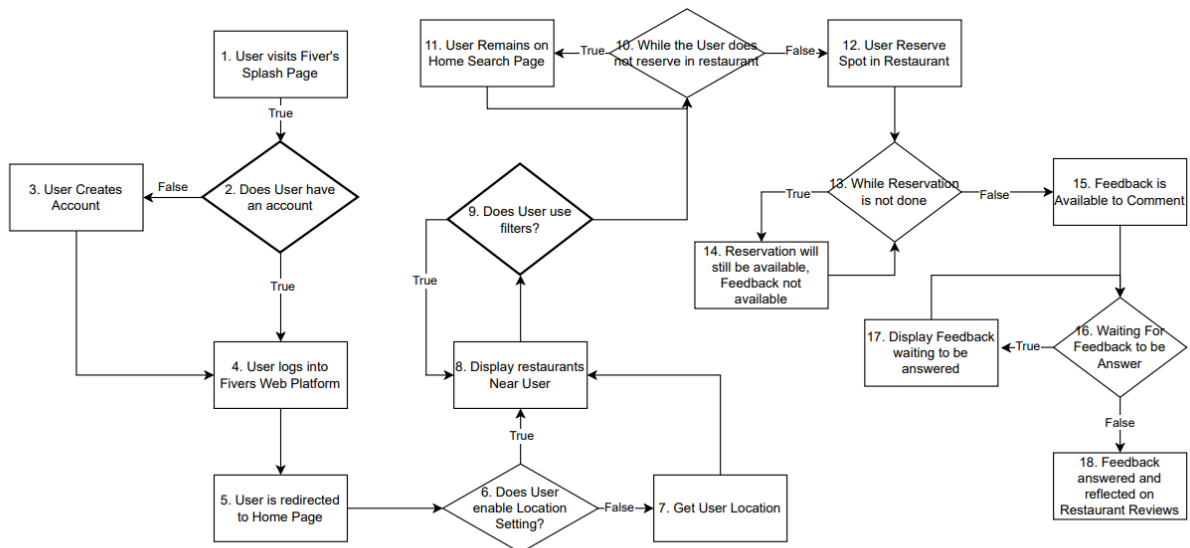 1. User visits Fiver's
Splash Page
True
2. Does User have
an account
False
3. User Creates
Account
True
4. User logs into
Fivers Web Platform
5. User is redirected
to Home Page
6. Does User
enable Location
Setting?
False
7. Get User Location
True
8. Display restaurants
Near User
9. Does User use
filters?
True
10. While the User does
not reserve in restaurant
True
11. User Remains on
Home Search Page
False
12. User Reserve
Spot in Restaurant
13. While Reservation
is not done
True
14. Reservation will
still be available,
Feedback not
available
False
15. Feedback is
Available to Comment
16. Waiting For
Feedback to be
Answer
True
17. Display Feedback
waiting to be
answered
False
18. Feedback
answered and
reflected on
Restaurant Reviews